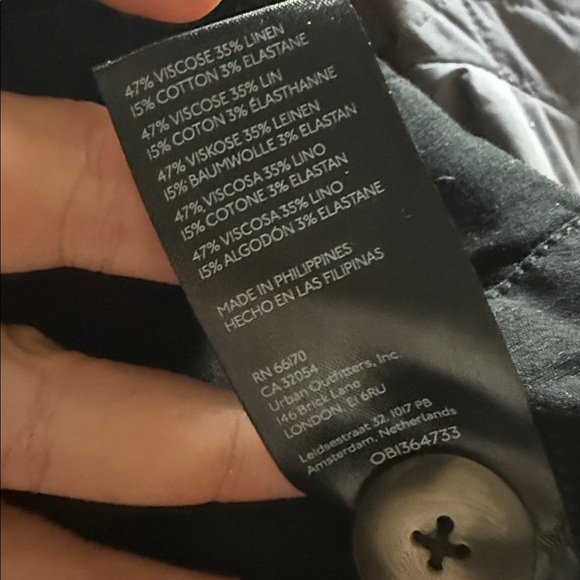 47% VISCOSE 35% LINEN
15% COTTON 3% ELASTANE
47% VISCOSE 35% LIN
15% COTON 3% ÉLASTHANNE
47% VISKOSE 35% LEINEN
15% BAUMWOLLE 3% ELASTAN
47% VISCOSA 35% LINO
15% COTONE 3% ELASTAN
47% VISCOSA 35% LINO
15% ALGODÓN 3% ELASTANE
MADE IN PHILIPPINES
HECHO EN LAS FILIPINAS
RN 66170
CA 32054
Urban Outfitters, Inc.
146 Brick Lane
LONDON, E1 6RU
Leidsestraat 32, 1017 PB
Amsterdam, Netherlands
OB1364733